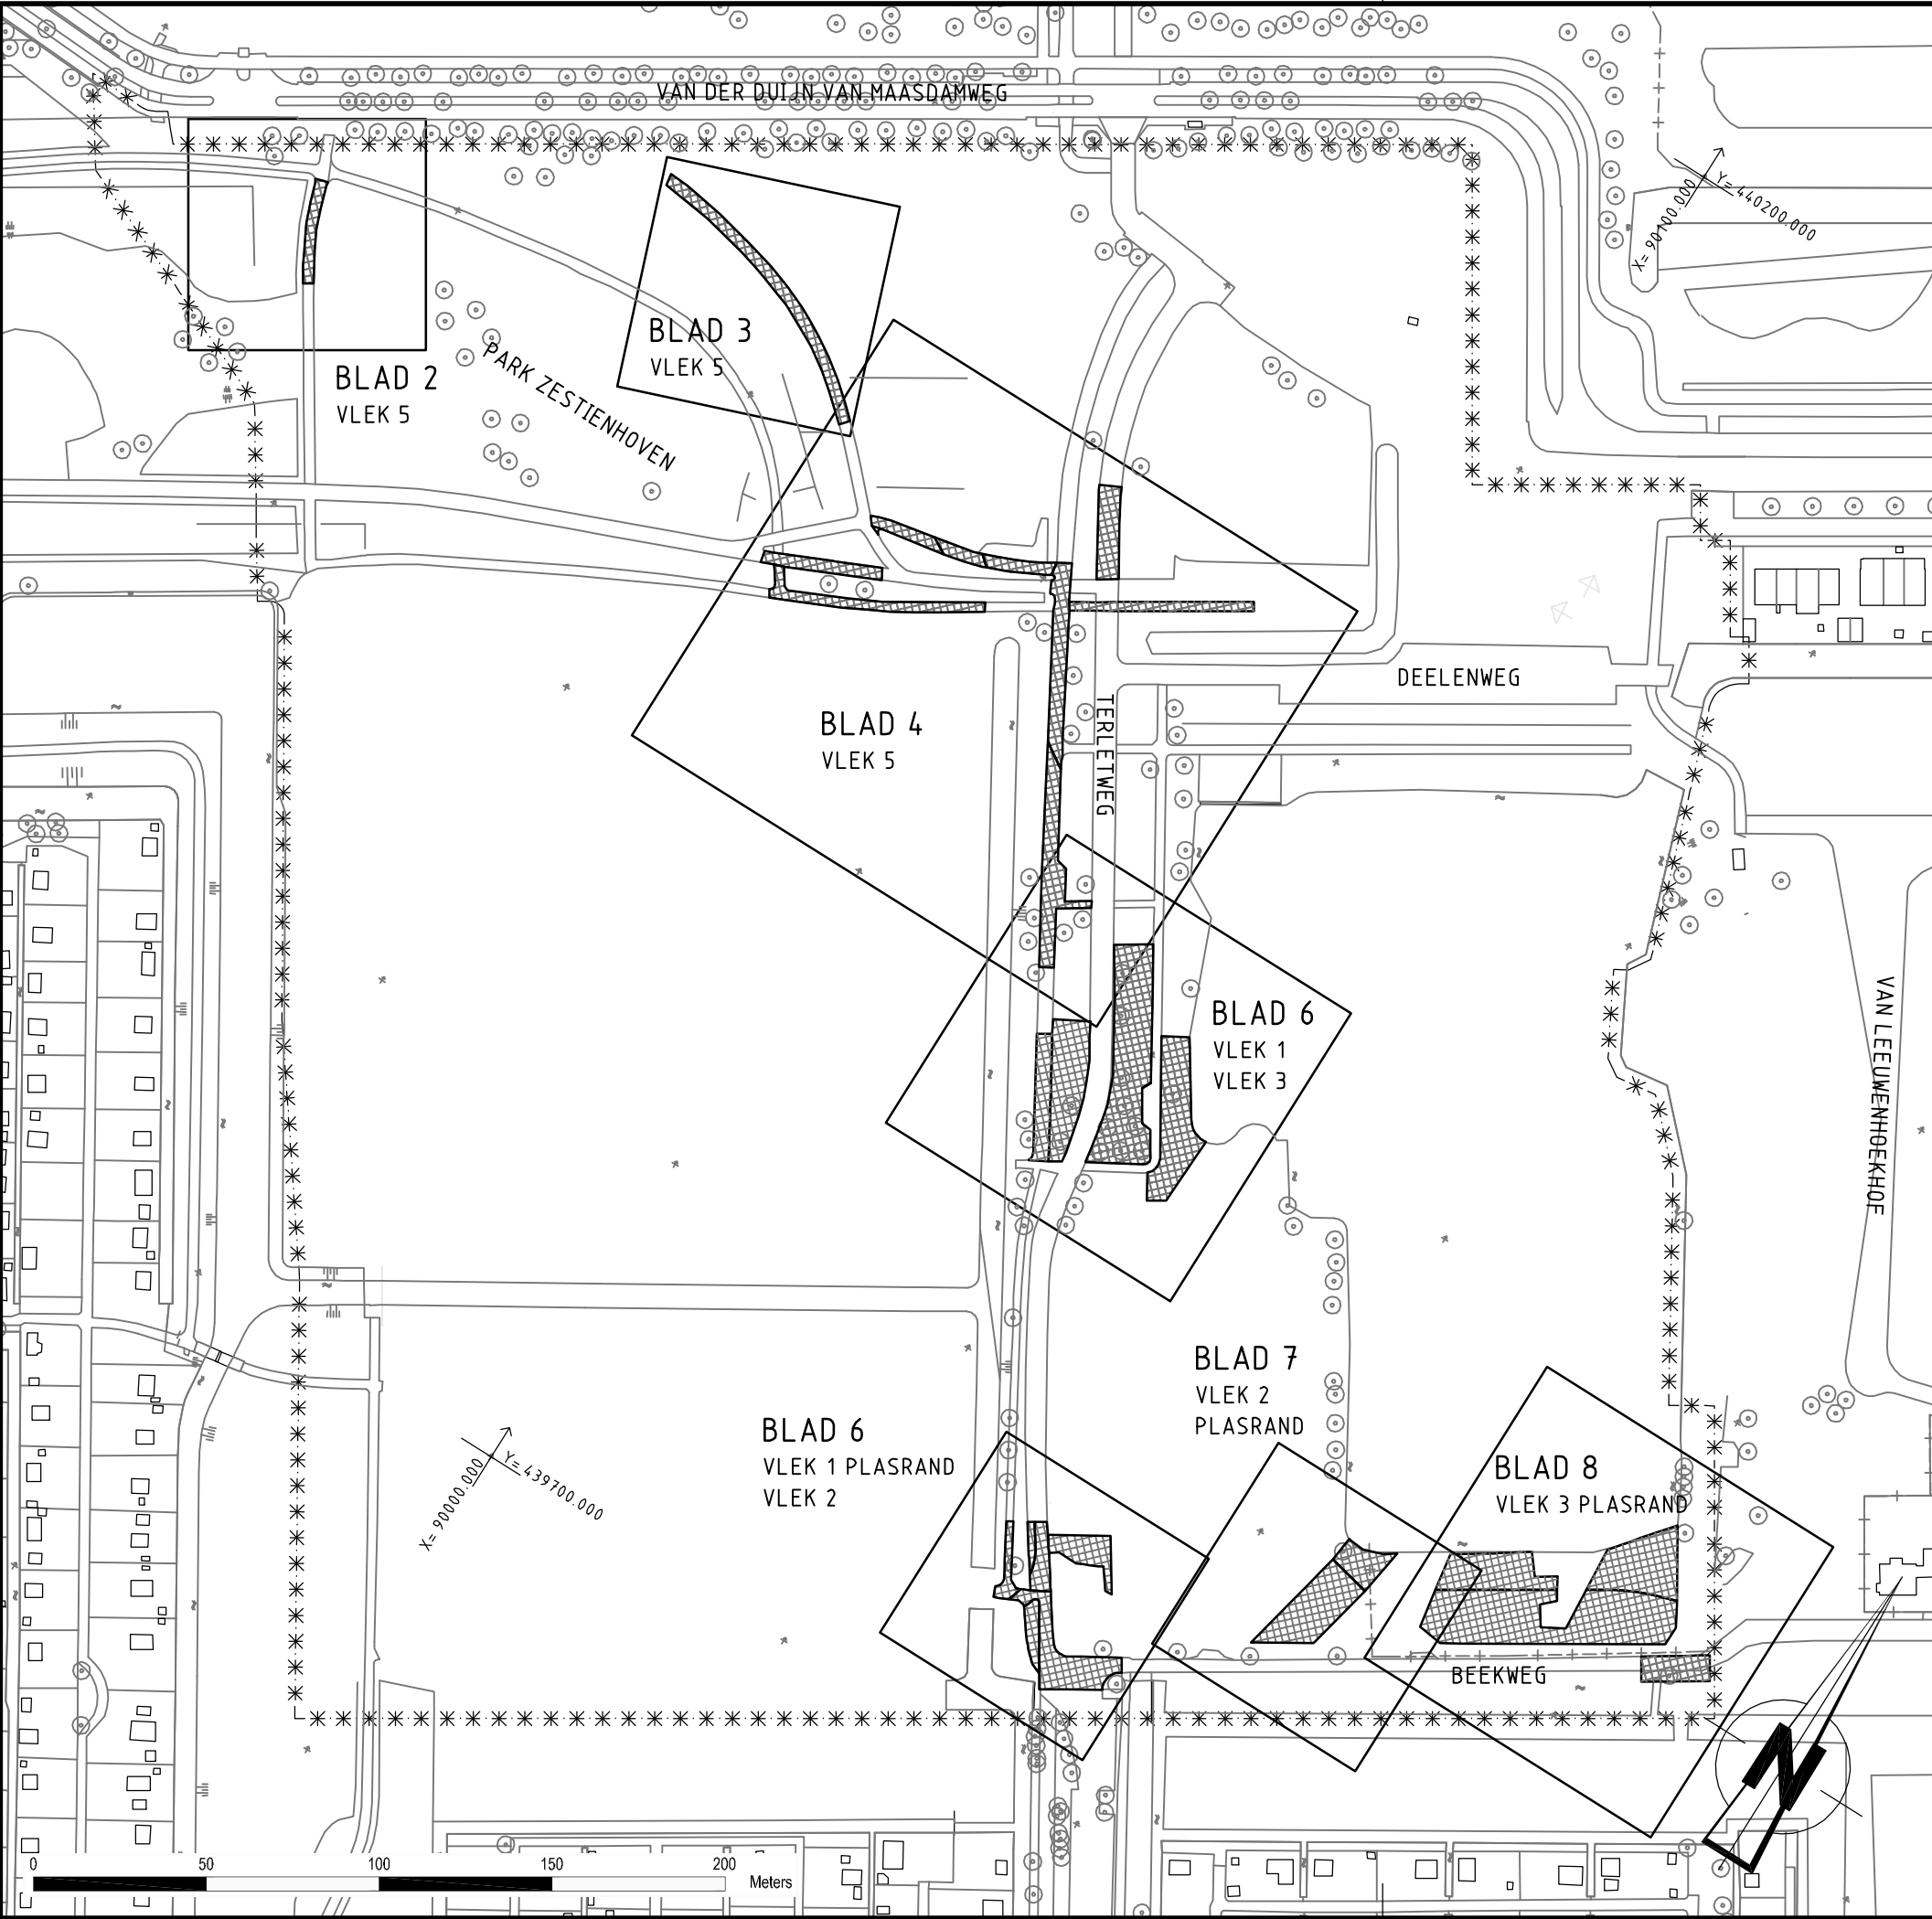 VAN DER DUIJN VAN MAASDAMWEG
X= 90100.000
Y= 440200.000
BLAD 3
VLEK 5
BLAD 2
VLEK 5
PARK ZESTIENHOVEN
DEELENWEG
BLAD 4
VLEK 5
TERLETWEG
BLAD 6
VLEK 1
VLEK 3
VAN LEEUWENHOEKHOF
BLAD 7
VLEK 2
PLASRAND
BLAD 6
VLEK 1 PLASRAND
VLEK 2
X= 90000.000
Y= 439700.000
BLAD 8
VLEK 3 PLASRAND
BEEKWEG
N
0 50 100 150 200
Meters